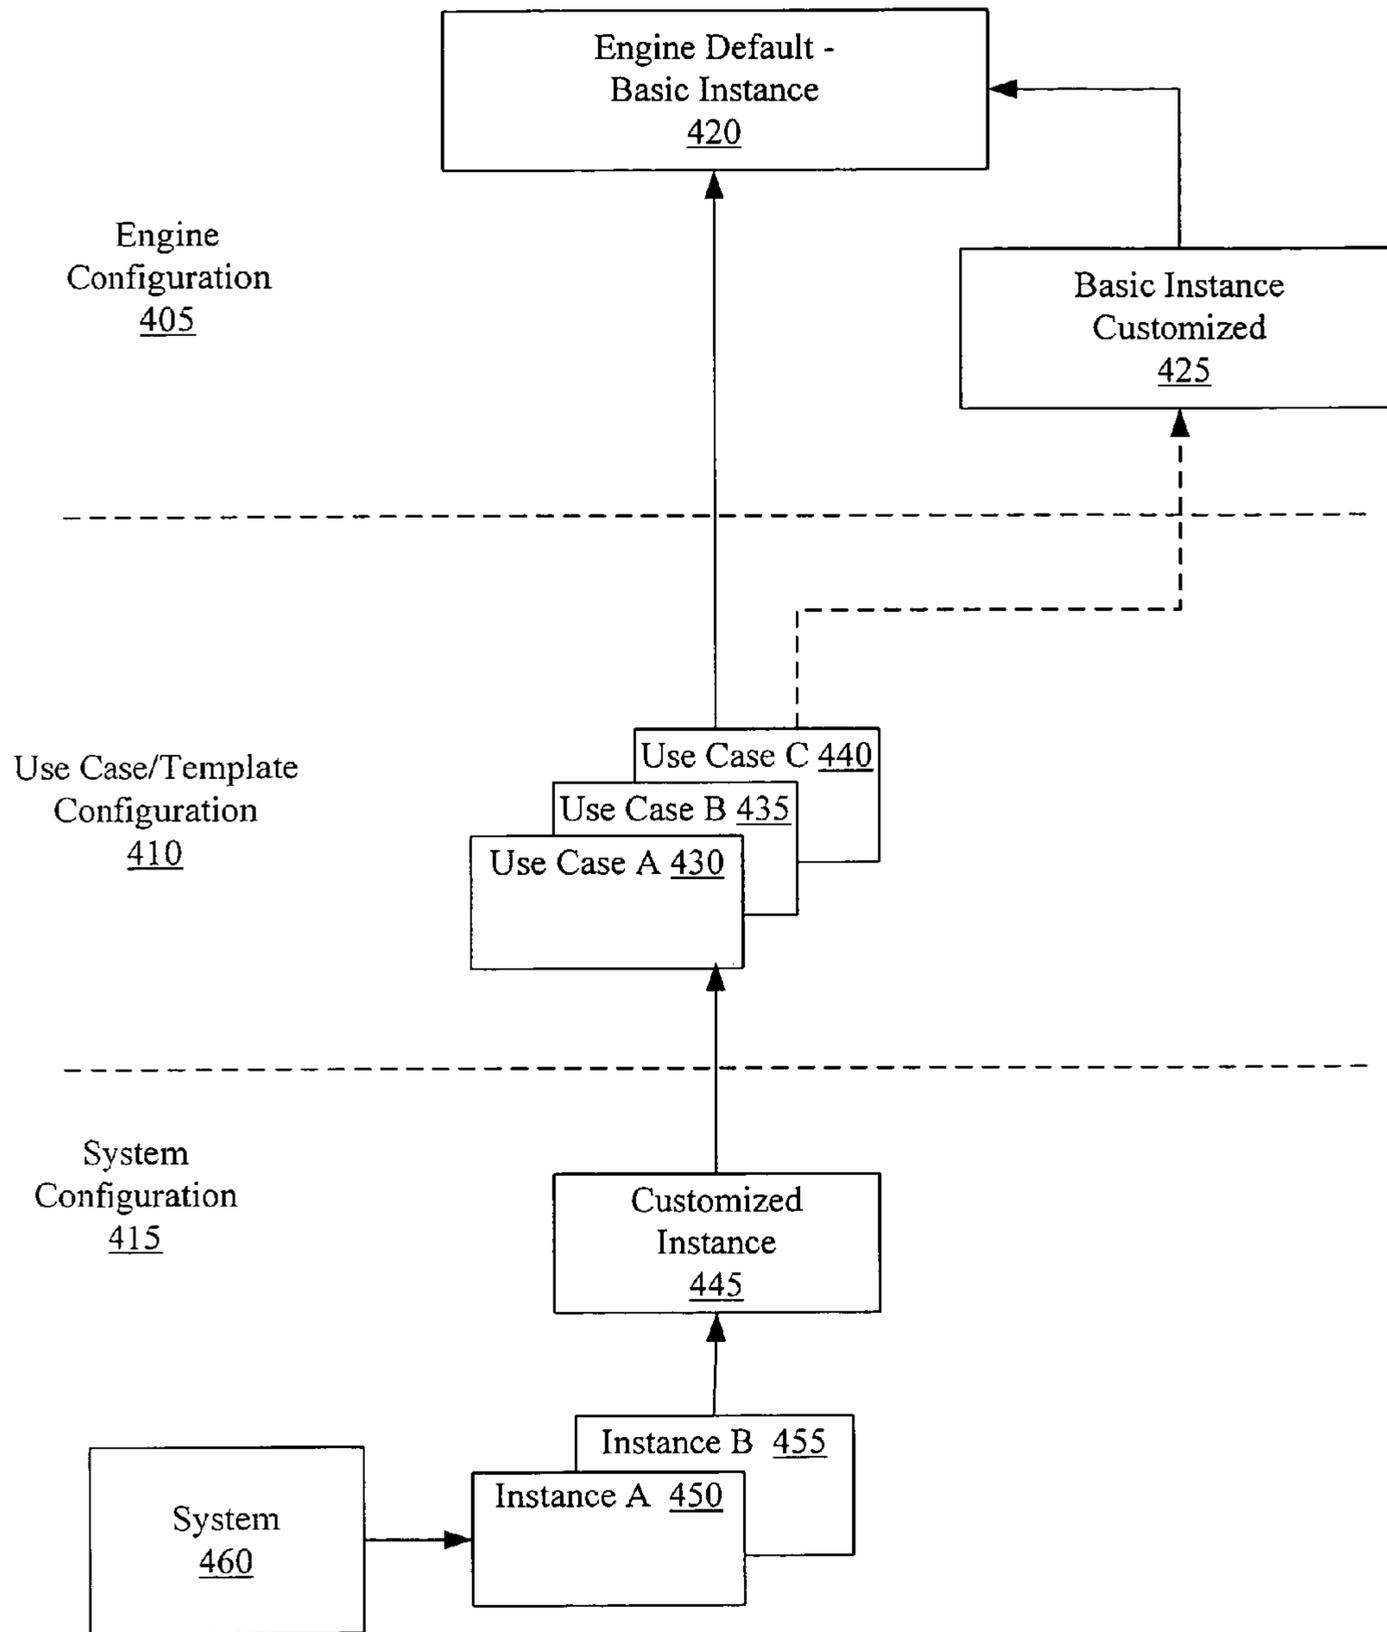 Engine Default -
Basic Instance
420
Engine
Configuration
405
Basic Instance
Customized
425
Use Case/Template
Configuration
410
Use Case C 440
Use Case B 435
Use Case A 430
System
Configuration
415
Customized
Instance
445
Instance B 455
Instance A 450
System
460